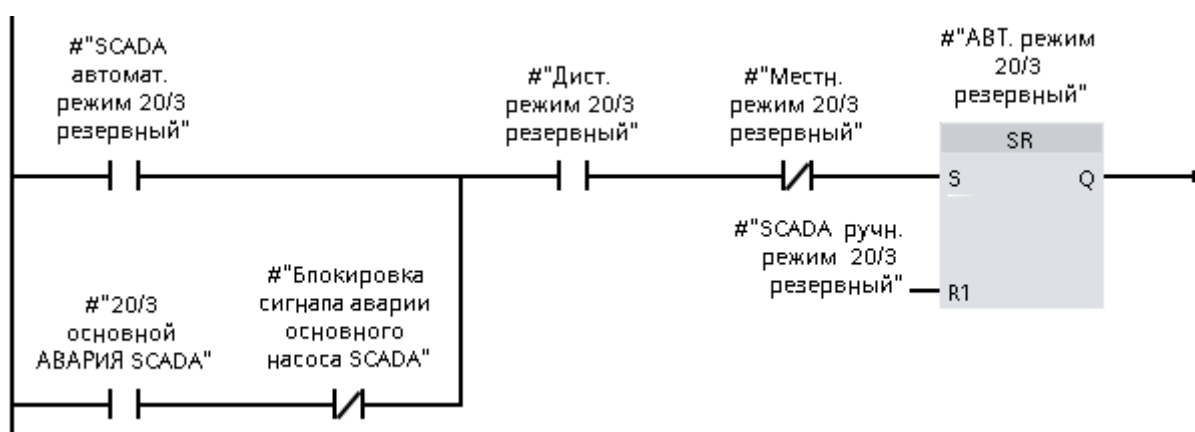 #"SCADA
автомат.
режим 20/3
резервный"
#"Дист.
режим 20/3
резервный"
#"Местн.
режим 20/3
резервный"
#"АВТ. режим
20/3
резервный"
SR
S
Q
#"SCADA ручн.
режим 20/3
резервный"
R1
#"20/3
основной
АВАРИЯ SCADA"
#"Блокировка
сигнала аварии
основного
насоса SCADA"